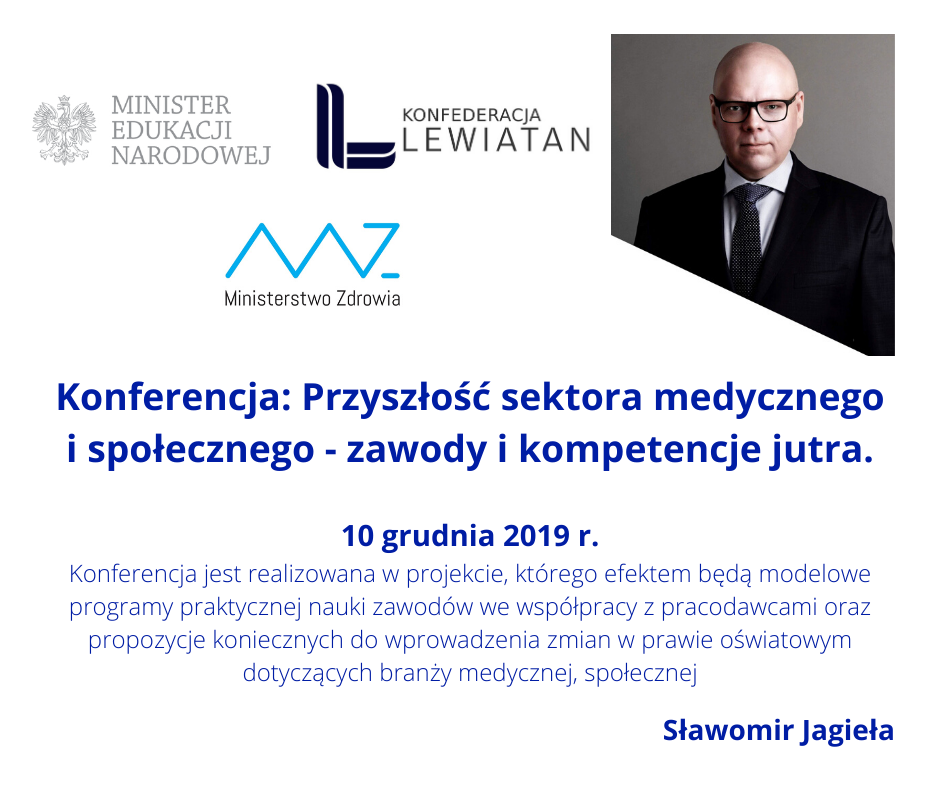 MINISTER
EDUKACJI
NARODOWEJ
KONFEDERACJA
LEWIATAN
MZ
Ministerstwo Zdrowia
Konferencja: Przyszłość sektora medycznego
i społecznego - zawody i kompetencje jutra.
10 grudnia 2019 r.
Konferencja jest realizowana w projekcie, którego efektem będą modelowe
programy praktycznej nauki zawodów we współpracy z pracodawcami oraz
propozycje koniecznych do wprowadzenia zmian w prawie oświatowym
dotyczących branży medycznej, społecznej
Sławomir Jagieła